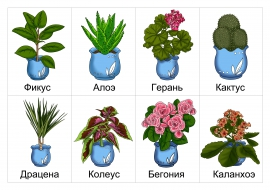 Фикус Алоэ Герань Кактус
Драцена Колеус Бегония Каланхоэ